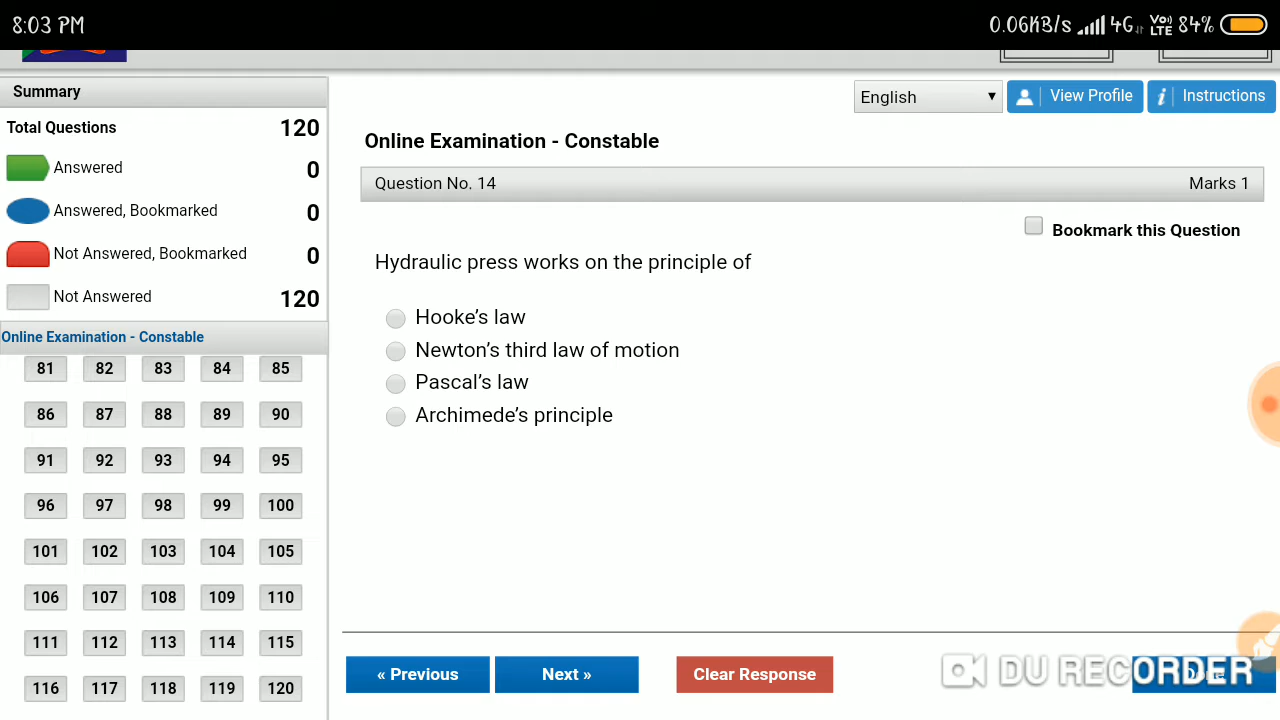 8:03 PM
0.06KB/s 4G Vo) LTE 84%
Summary
Total Questions 120
Answered 0
Answered, Bookmarked 0
Not Answered, Bookmarked 0
Not Answered 120
Online Examination - Constable
81 82 83 84 85
86 87 88 89 90
91 92 93 94 95
96 97 98 99 100
101 102 103 104 105
106 107 108 109 110
111 112 113 114 115
116 117 118 119 120
English View Profile Instructions
Online Examination - Constable
Question No. 14 Marks 1
Bookmark this Question
Hydraulic press works on the principle of
Hooke’s law
Newton’s third law of motion
Pascal’s law
Archimede’s principle
« Previous Next » Clear Response
DU RECORDER